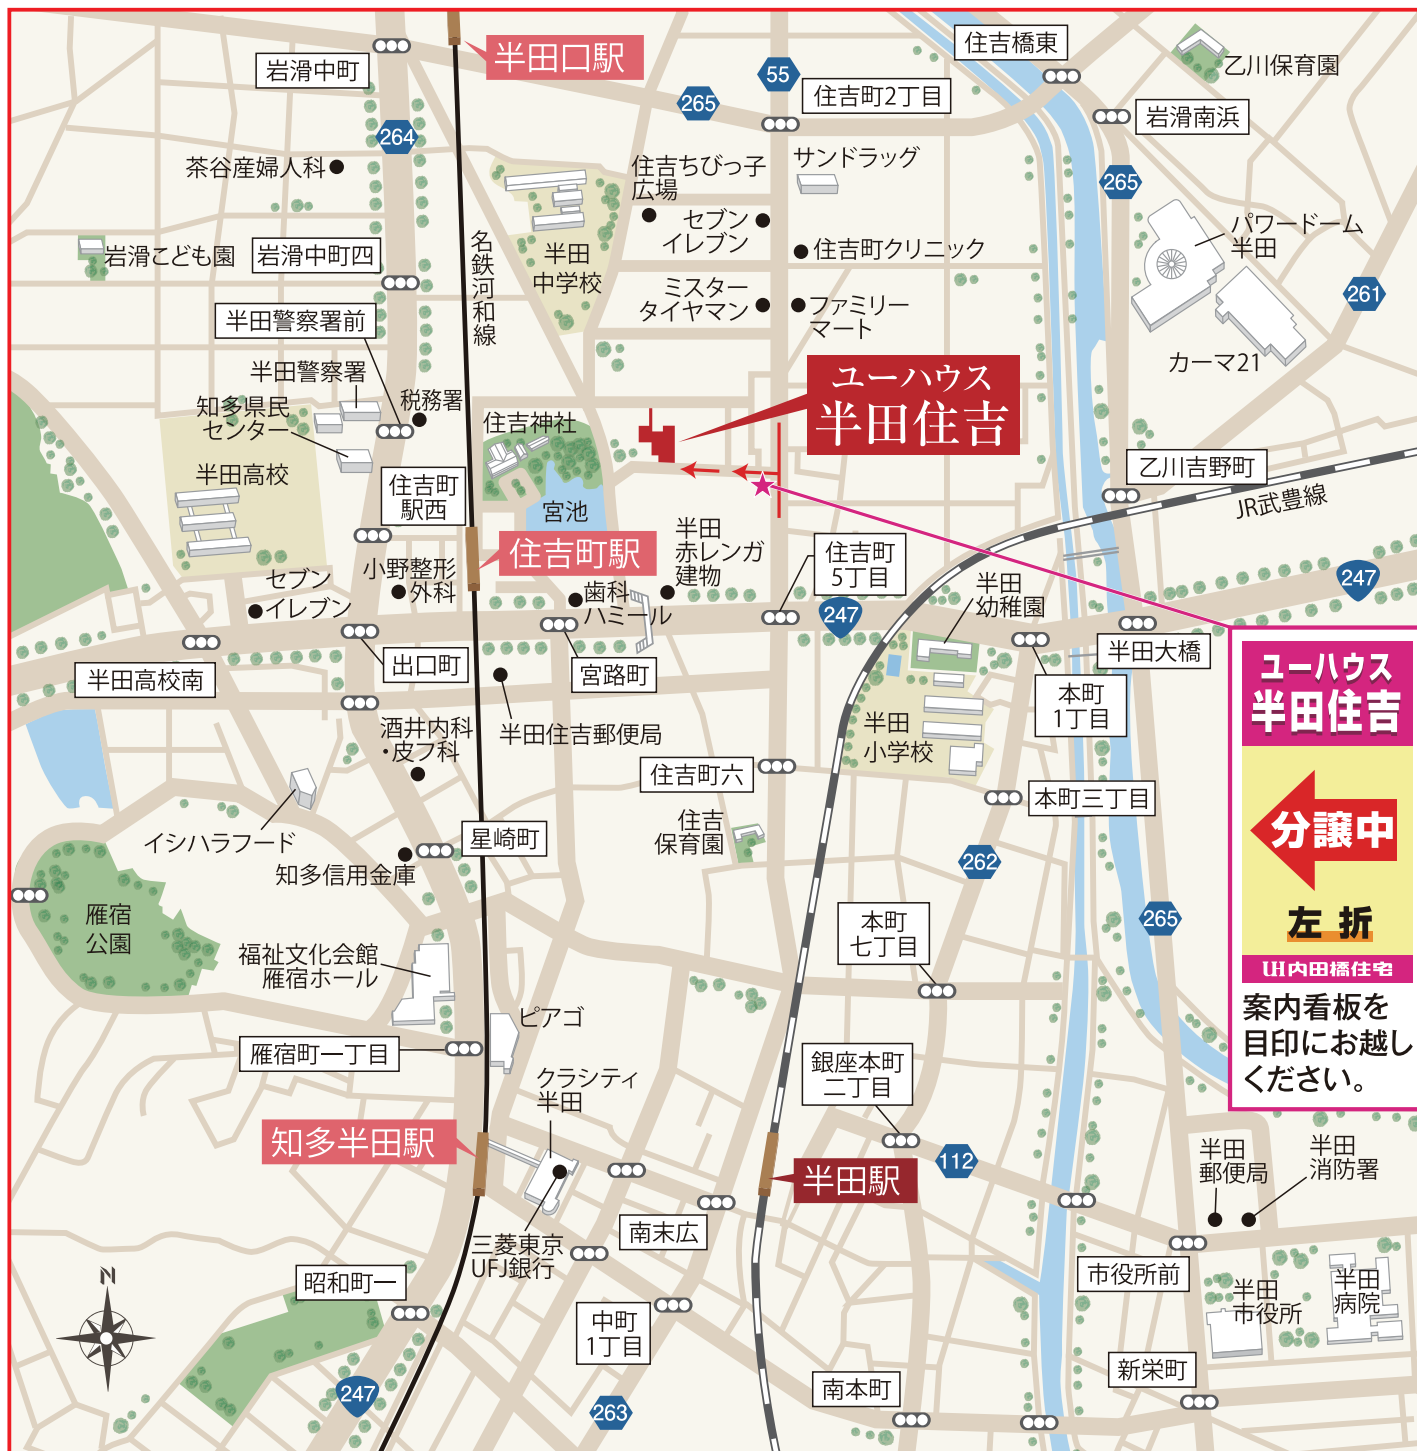 半田口駅
住吉橋東
岩滑中町
乙川保育園
55
住吉町2丁目
265
岩滑南浜
264
住吉ちびっ子
広場
サンドラッグ
茶谷産婦人科
265
セブン
イレブン
パワードーム
半田
名鉄河和線
住吉町クリニック
岩滑こども園
岩滑中町四
半田
中学校
ミスター
タイヤマン
ファミリー
マート
261
半田警察署前
カーマ21
半田警察署
ユーハウス
半田住吉
知多県民
センター
税務署
住吉神社
半田高校
乙川吉野町
住吉町
駅西
宮池
JR武豊線
半田
赤レンガ
建物
住吉町駅
住吉町
5丁目
セブン
イレブン
小野整形
外科
歯科
ハミール
半田
幼稚園
247
247
半田高校南
出口町
宮路町
半田大橋
本町
1丁目
酒井内科
・皮フ科
半田住吉郵便局
半田
小学校
ユーハウス
半田住吉
住吉町六
本町三丁目
イシハラフード
星崎町
住吉
保育園
分譲中
知多信用金庫
262
雁宿
公園
本町
七丁目
265
左折
福祉文化会館
雁宿ホール
UH内田橋住宅
ピアゴ
案内看板を
目印にお越し
ください。
雁宿町一丁目
銀座本町
二丁目
クラシティ
半田
知多半田駅
半田駅
112
半田
郵便局
半田
消防署
三菱東京
UFJ銀行
南末広
N
昭和町一
市役所前
半田
市役所
半田
病院
中町
1丁目
新栄町
247
263
南本町